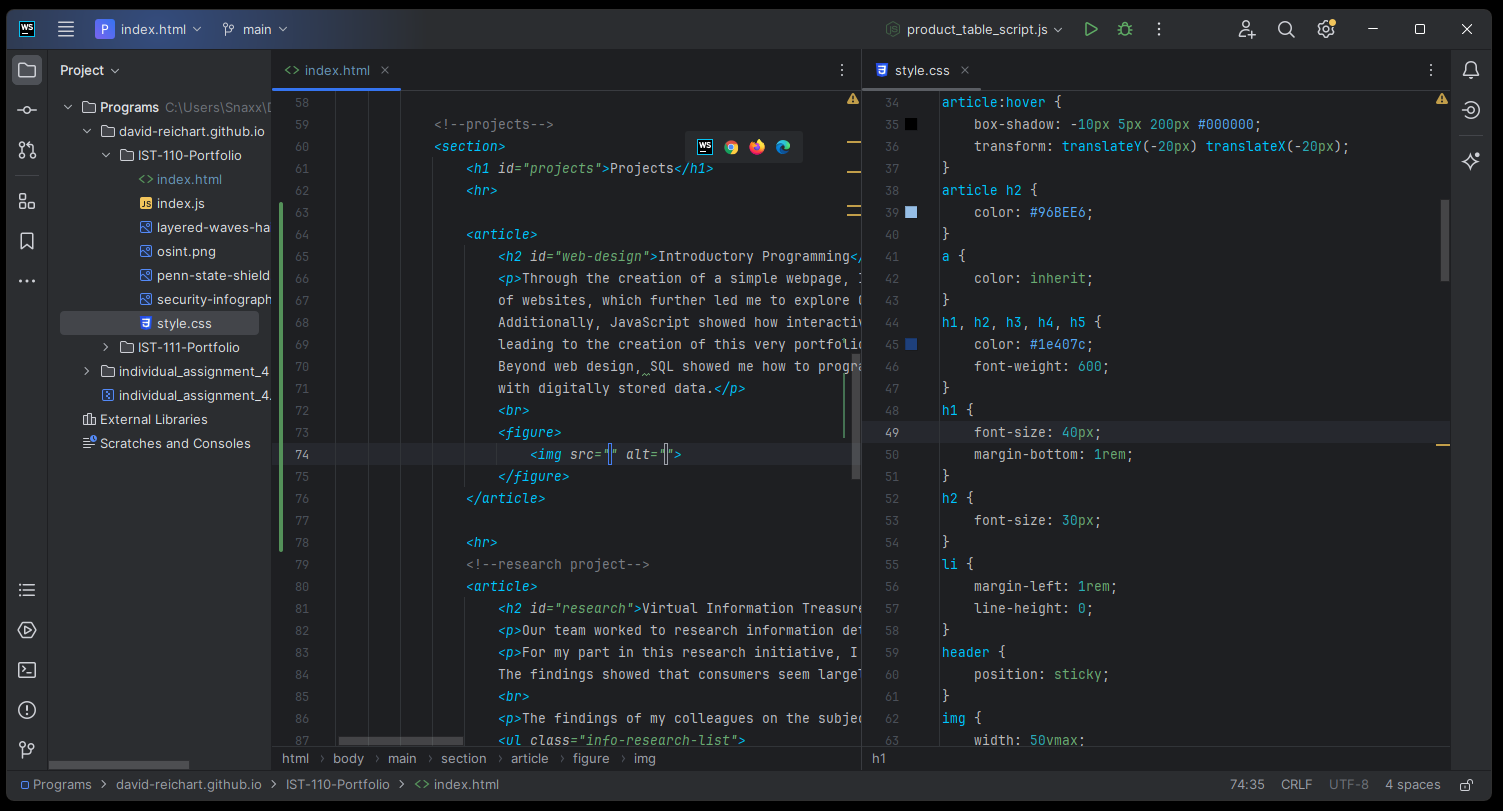 WS P index.html main product_table_script.js
Project
Programs C:\Users\Snaxx\D
david-reichart.github.io
IST-110-Portfolio
index.html
JS index.js
layered-waves-ha
osint.png
penn-state-shield
security-infograph
style.css
IST-111-Portfolio
individual_assignment_4
individual_assignment_4.
External Libraries
Scratches and Consoles
<> index.html
58
59 <!--projects-->
60 <section>
WS
61 <h1 id="projects">Projects</h1>
62 <hr>
63
64 <article>
65 <h2 id="web-design">Introductory Programming</
66 <p>Through the creation of a simple webpage, I
67 of websites, which further led me to explore
68 Additionally, JavaScript showed how interactiv
69 leading to the creation of this very portfolio
70 Beyond web design, SQL showed me how to progra
71 with digitally stored data.</p>
72 <br>
73 <figure>
74 <img src="" alt="">
75 </figure>
76 </article>
77
78 <hr>
79 <!--research project-->
80 <article>
81 <h2 id="research">Virtual Information Treasure
82 <p>Our team worked to research information det
83 <p>For my part in this research initiative, I
84 The findings showed that consumers seem largel
85 <br>
86 <p>The findings of my colleagues on the subjec
87 <ul class="info-research-list">
html › body › main › section › article › figure › img
style.css
34 article:hover {
35 box-shadow: -10px 5px 200px #000000;
36 transform: translateY(-20px) translateX(-20px);
37 }
38 article h2 {
39 color: #96BEE6;
40 }
41 a {
42 color: inherit;
43 }
44 h1, h2, h3, h4, h5 {
45 color: #1e407c;
46 font-weight: 600;
47 }
48 h1 {
49 font-size: 40px;
50 margin-bottom: 1rem;
51 }
52 h2 {
53 font-size: 30px;
54 }
55 li {
56 margin-left: 1rem;
57 line-height: 0;
58 }
59 header {
60 position: sticky;
61 }
62 img {
63 width: 50vmax;
h1
Programs > david-reichart.github.io > IST-110-Portfolio > <> index.html 74:35 CRLF UTF-8 4 spaces